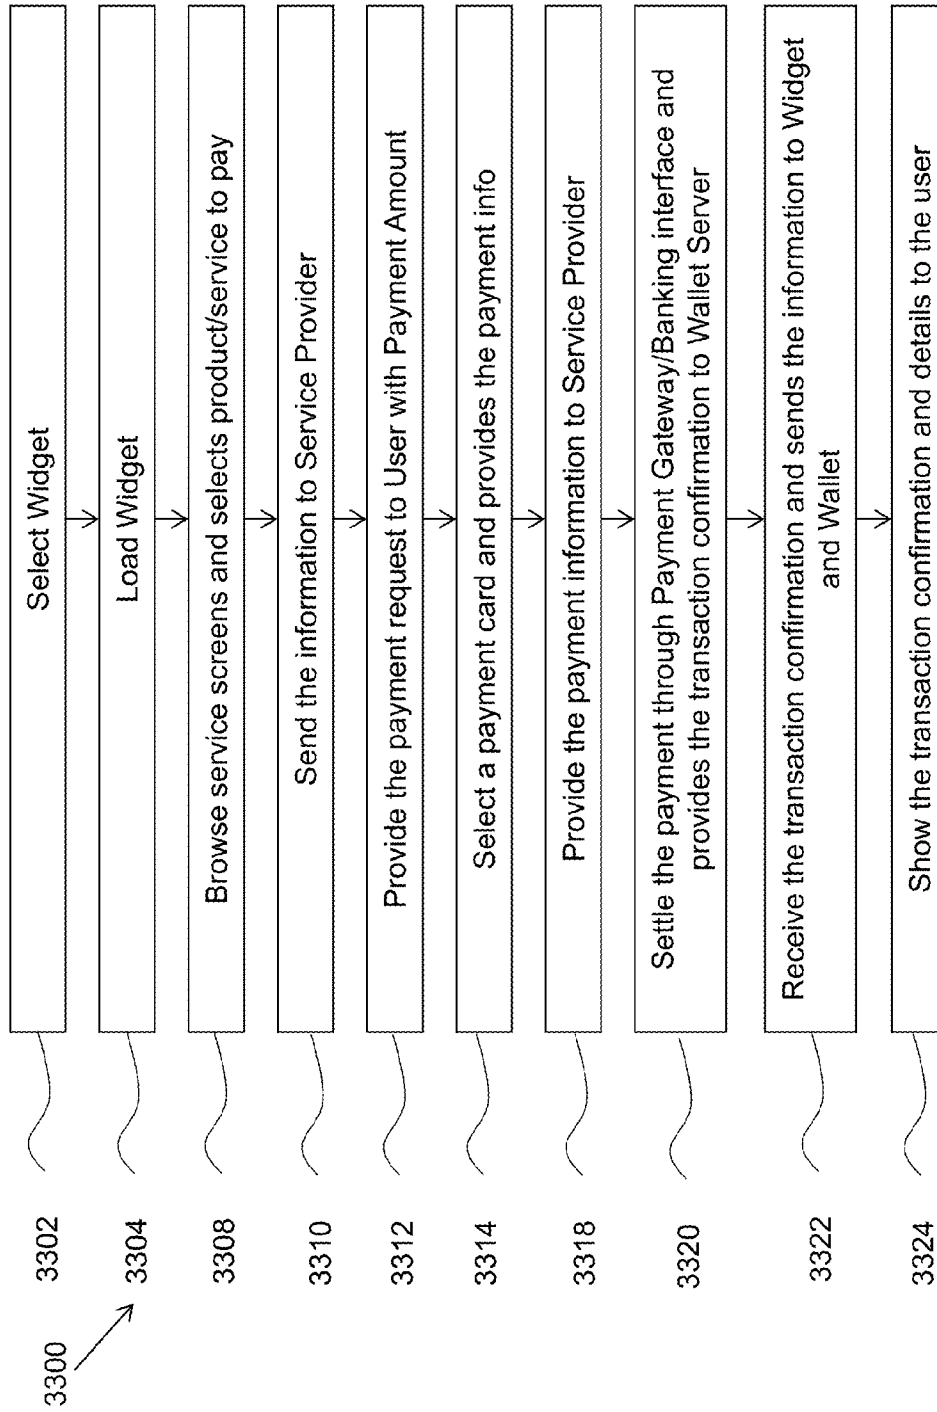 3300
3302
Select Widget
3304
Load Widget
3308
Browse service screens and selects product/service to pay
3310
Send the information to Service Provider
3312
Provide the payment request to User with Payment Amount
3314
Select a payment card and provides the payment info
3318
Provide the payment information to Service Provider
3320
Settle the payment through Payment Gateway/Banking interface and
provides the transaction confirmation to Wallet Server
3322
Receive the transaction confirmation and sends the information to Widget
and Wallet
3324
Show the transaction confirmation and details to the user